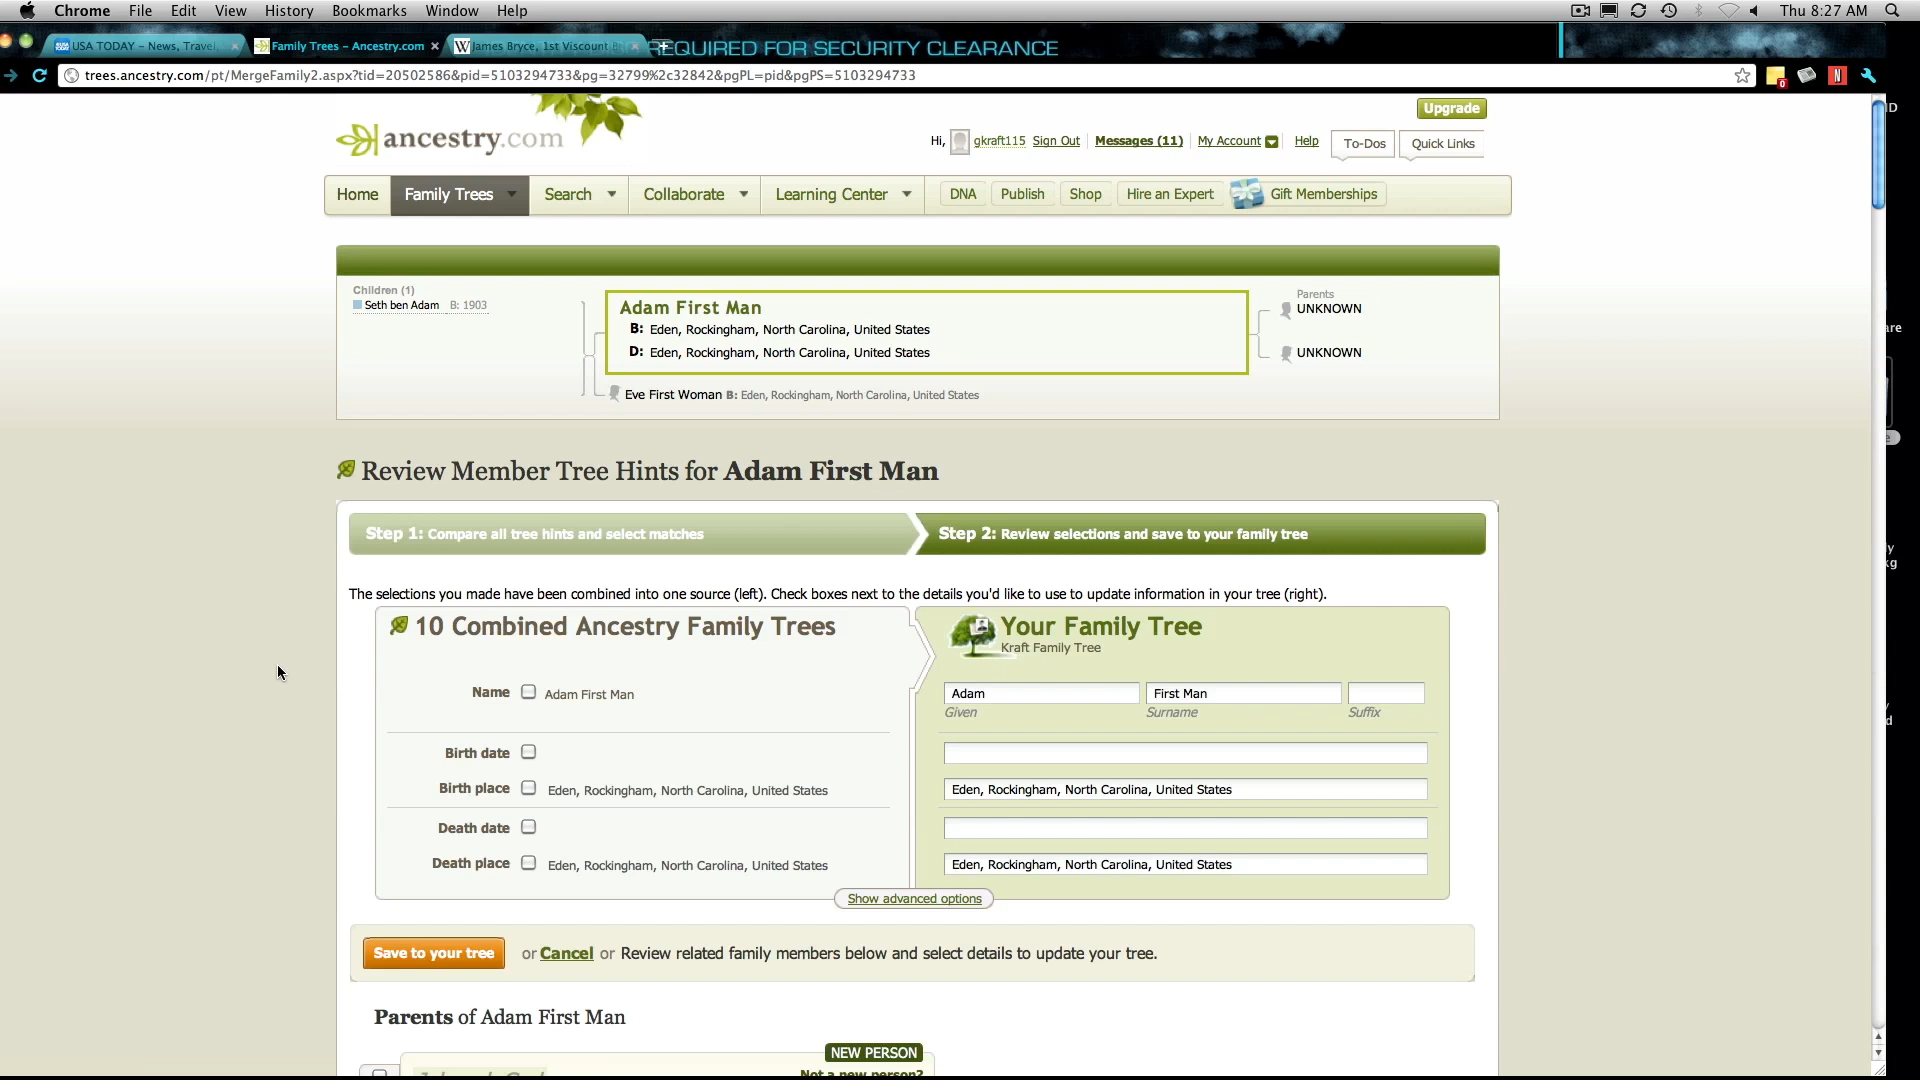 Chrome File Edit View History Bookmarks Window Help Thu 8:27 AM
USA TODAY – News, Travel, Family Trees – Ancestry.com James Bryce, 1st Viscount REQUIRED FOR SECURITY CLEARANCE
trees.ancestry.com/pt/MergeFamily2.aspx?tid=20502586&pid=5103294733&pg=32799%2c32842&pgPL=pid&pgPS=5103294733
Upgrade
ancestry.com
Hi, gkraft115 Sign Out Messages (11) My Account Help To-Dos Quick Links
Home Family Trees Search Collaborate Learning Center DNA Publish Shop Hire an Expert Gift Memberships
Children (1)
Seth ben Adam B: 1903
Adam First Man
B: Eden, Rockingham, North Carolina, United States
D: Eden, Rockingham, North Carolina, United States
Eve First Woman B: Eden, Rockingham, North Carolina, United States
Parents
UNKNOWN
UNKNOWN
Review Member Tree Hints for Adam First Man
Step 1: Compare all tree hints and select matches
Step 2: Review selections and save to your family tree
The selections you made have been combined into one source (left). Check boxes next to the details you'd like to use to update information in your tree (right).
10 Combined Ancestry Family Trees
Your Family Tree
Kraft Family Tree
Name Adam First Man
Adam First Man
Given Surname Suffix
Birth date
Birth place Eden, Rockingham, North Carolina, United States
Eden, Rockingham, North Carolina, United States
Death date
Death place Eden, Rockingham, North Carolina, United States
Eden, Rockingham, North Carolina, United States
Show advanced options
Save to your tree or Cancel or Review related family members below and select details to update your tree.
Parents of Adam First Man
NEW PERSON
Not a new person?